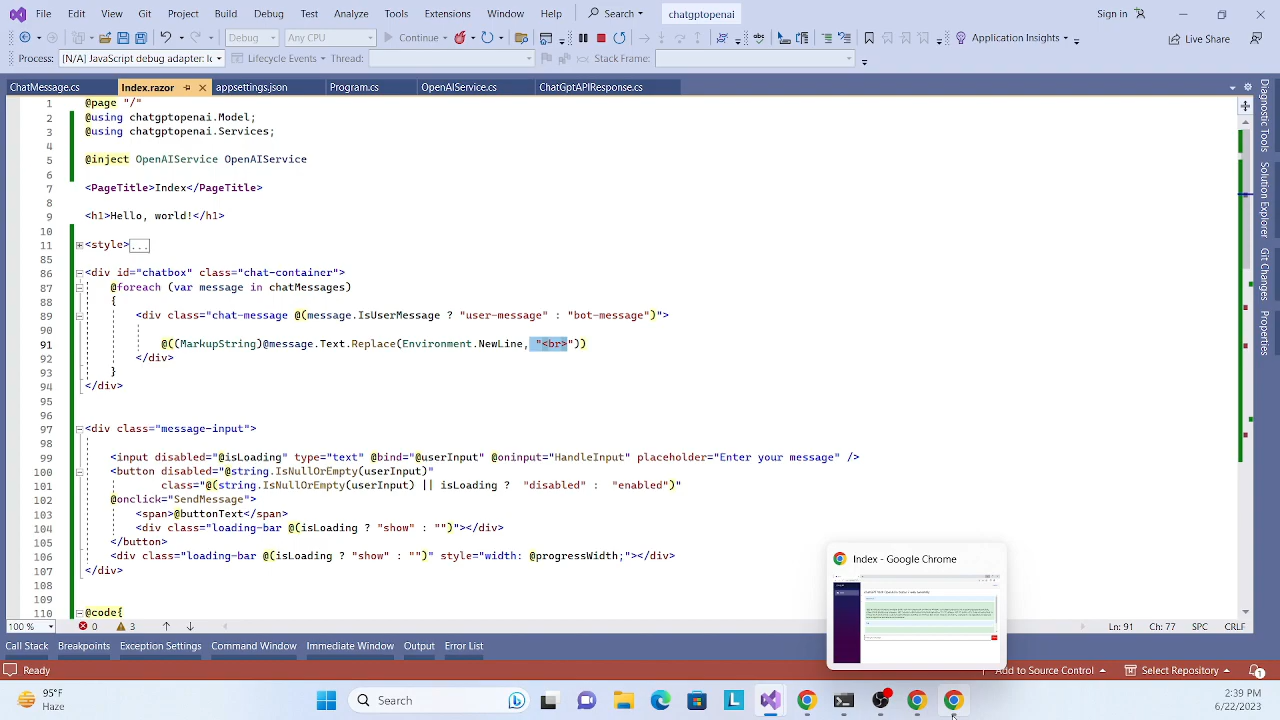 File Edit View Git Project Build Debug Test Analyze Tools Extensions Window Help Search chatgptopenai Sign in
Debug Any CPU Continue Application Insights Live Share
Process: [N/A] JavaScript debug adapter: lo Lifecycle Events Thread: Stack Frame:
ChatMessage.cs Index.razor appsettings.json Program.cs OpenAIService.cs ChatGptAPIResponse.cs
1 @page "/"
2 @using chatgptopenai.Model;
3 @using chatgptopenai.Services;
4
5 @inject OpenAIService OpenAIService
6
7 <PageTitle>Index</PageTitle>
8
9 <h1>Hello, world!</h1>
10
11 <style>...
85
86 <div id="chatbox" class="chat-container">
87 @foreach (var message in chatMessages)
88 {
89 <div class="chat-message @(message.IsUserMessage ? "user-message" : "bot-message")">
90
91 @((MarkupString)@message.Text.Replace(Environment.NewLine, "<br>"))
92 </div>
93 }
94 </div>
95
96
97 <div class="message-input">
98
99 <input disabled="@isLoading" type="text" @bind="@userInput" @oninput="HandleInput" placeholder="Enter your message" />
100 <button disabled="@string.IsNullOrEmpty(userInput)"
101 class="@(string.IsNullOrEmpty(userInput) || isLoading ? "disabled" : "enabled")"
102 @onclick="SendMessage">
103 <span>@buttonText</span>
104 <div class="loading-bar @(isLoading ? "show" : "")"></div>
105 </button>
106 <div class="loading-bar @(isLoading ? "show" : "")" style="width: @progressWidth;"></div>
107 </div>
108
109
110 @code{
Diagnostic Tools
Solution Explorer
Git Changes
Properties
Index - Google Chrome
3 Ln: 91 Ch: 77 SPC CRLF
Call Stack Breakpoints Exception Settings Command Window Immediate Window Output Error List
Ready Add to Source Control Select Repository 1
95°F
Haze
Search
2:39 PM
6/22/2023